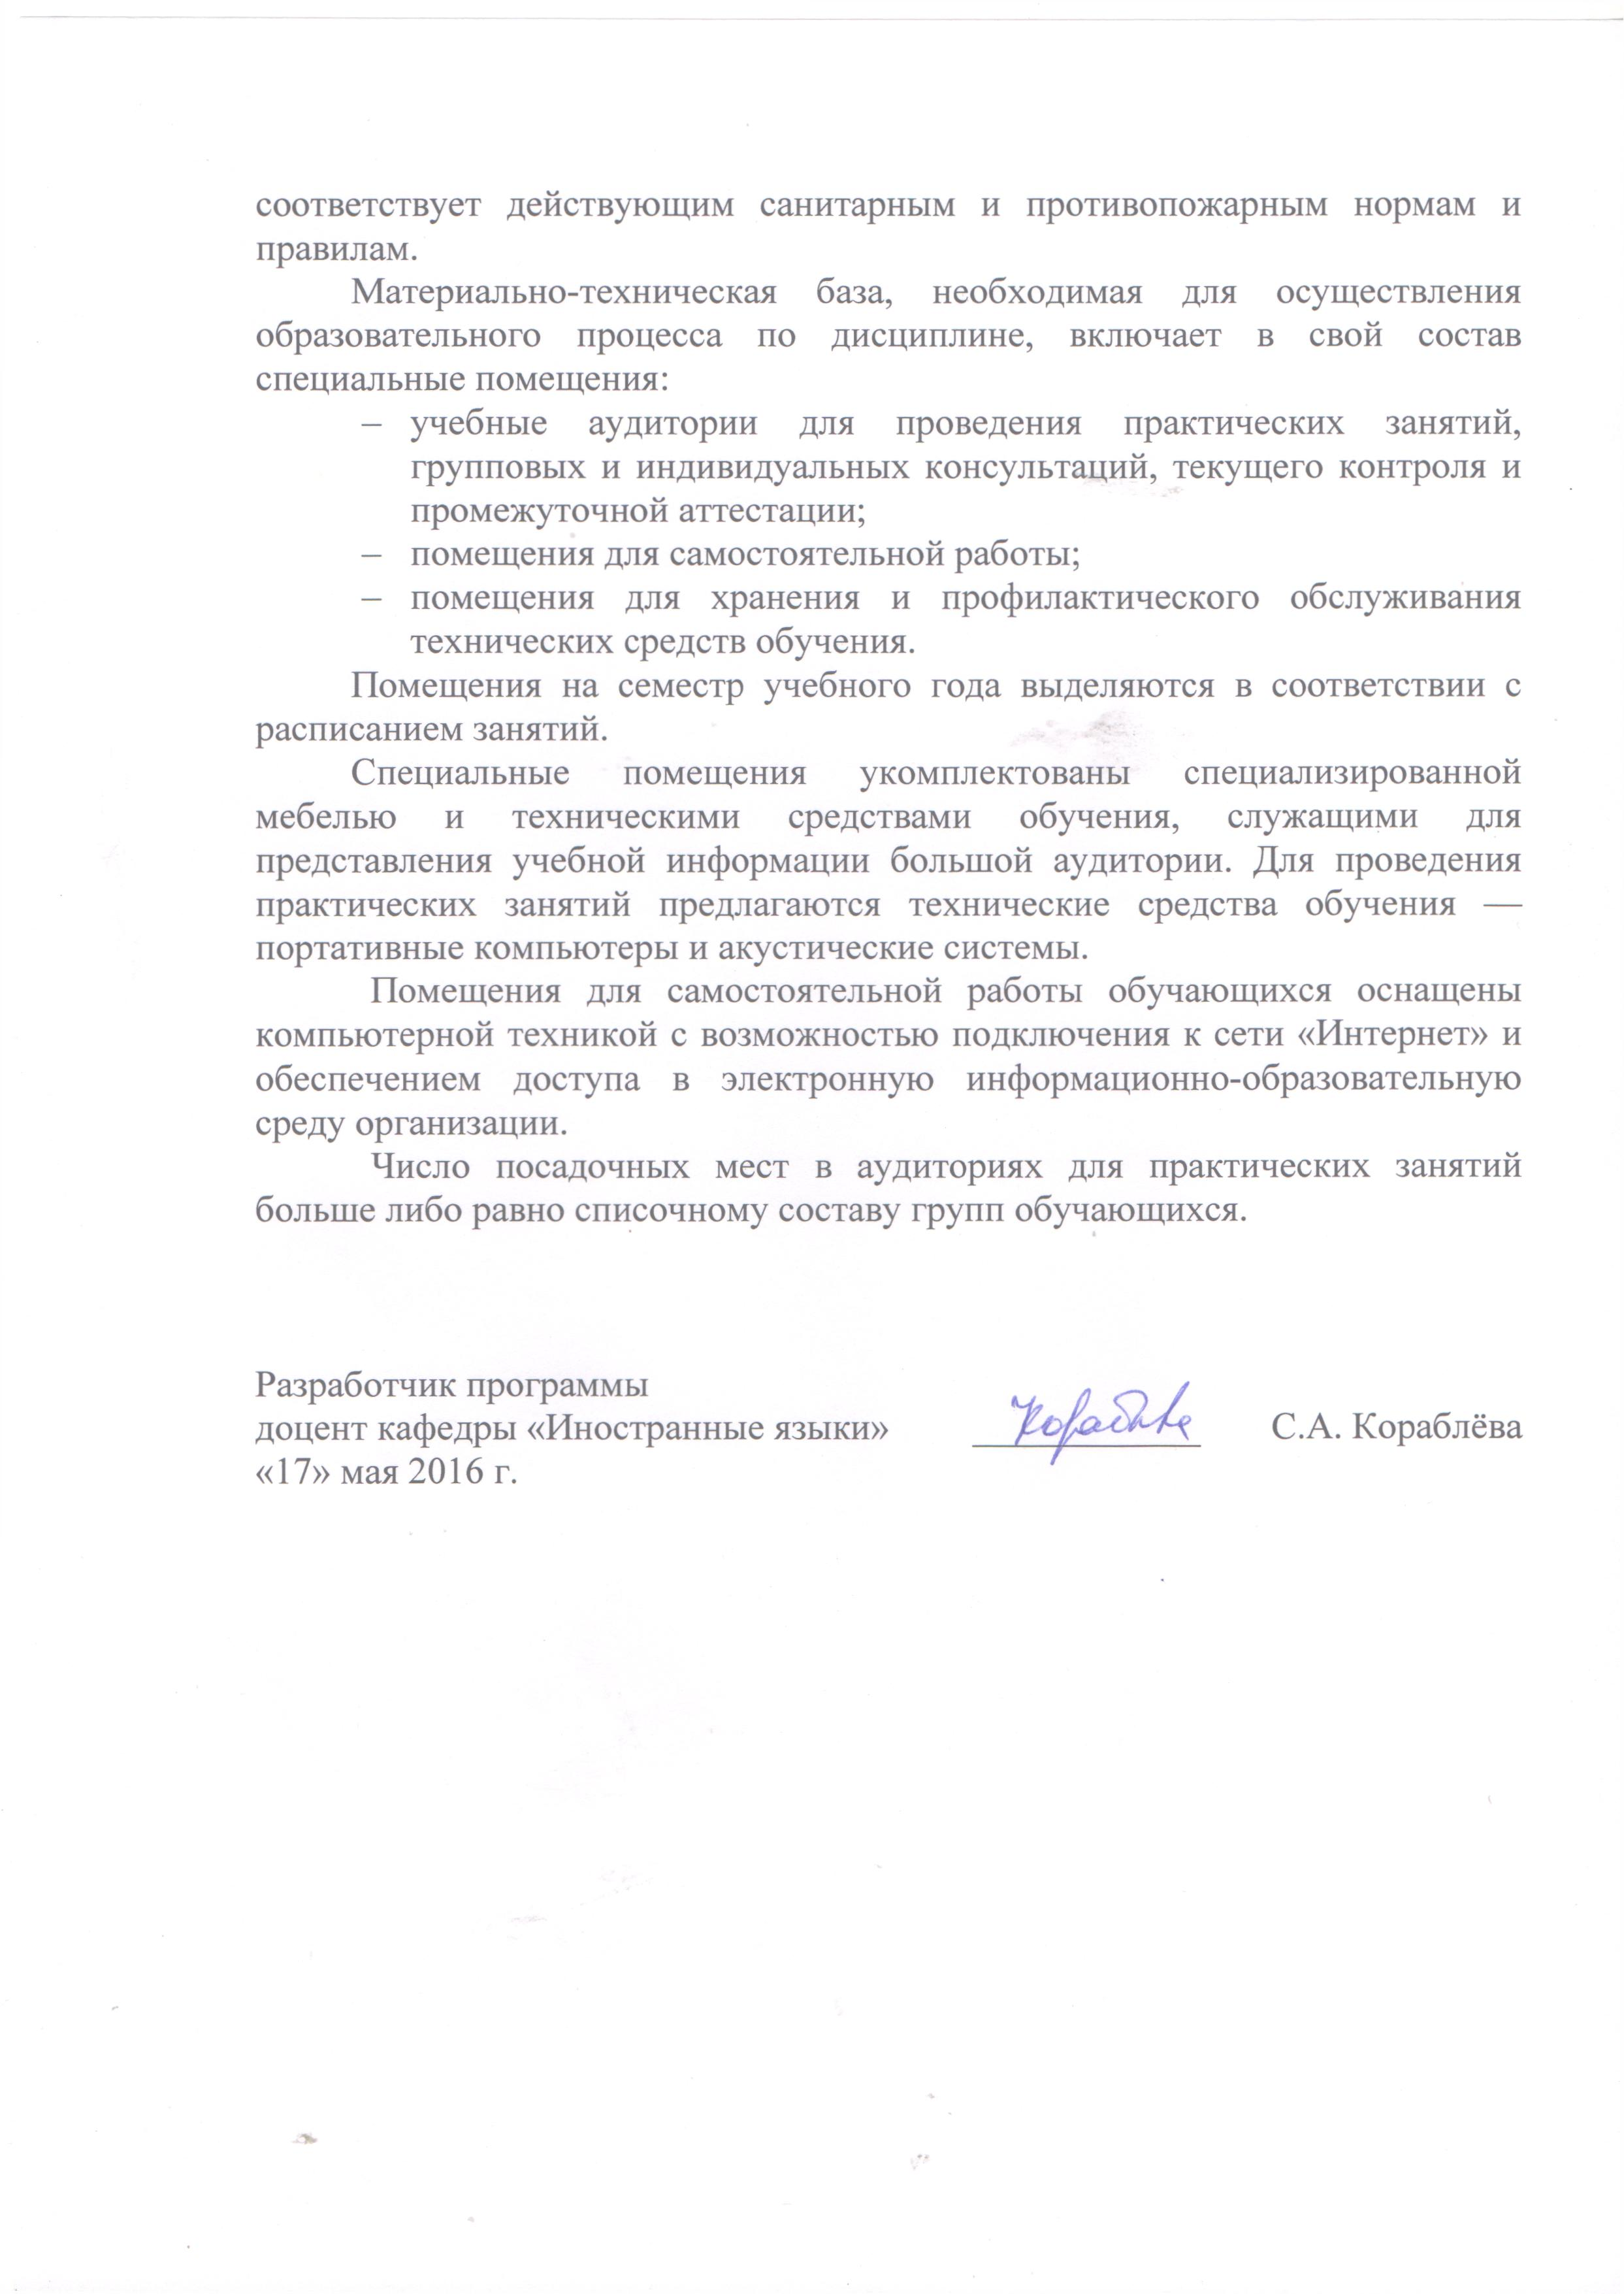 соответствует действующим санитарным и противопожарным нормам и
правилам.
Материально-техническая база, необходимая для осуществления
образовательного процесса по дисциплине, включает в свой состав
специальные помещения:
– учебные аудитории для проведения практических занятий,
групповых и индивидуальных консультаций, текущего контроля и
промежуточной аттестации;
– помещения для самостоятельной работы;
– помещения для хранения и профилактического обслуживания
технических средств обучения.
Помещения на семестр учебного года выделяются в соответствии с
расписанием занятий.
Специальные помещения укомплектованы специализированной
мебелью и техническими средствами обучения, служащими для
представления учебной информации большой аудитории. Для проведения
практических занятий предлагаются технические средства обучения —
портативные компьютеры и акустические системы.
Помещения для самостоятельной работы обучающихся оснащены
компьютерной техникой с возможностью подключения к сети «Интернет» и
обеспечением доступа в электронную информационно-образовательную
среду организации.
Число посадочных мест в аудиториях для практических занятий
больше либо равно списочному составу групп обучающихся.
Разработчик программы
доцент кафедры «Иностранные языки» С.А. Кораблёва
«17» мая 2016 г.